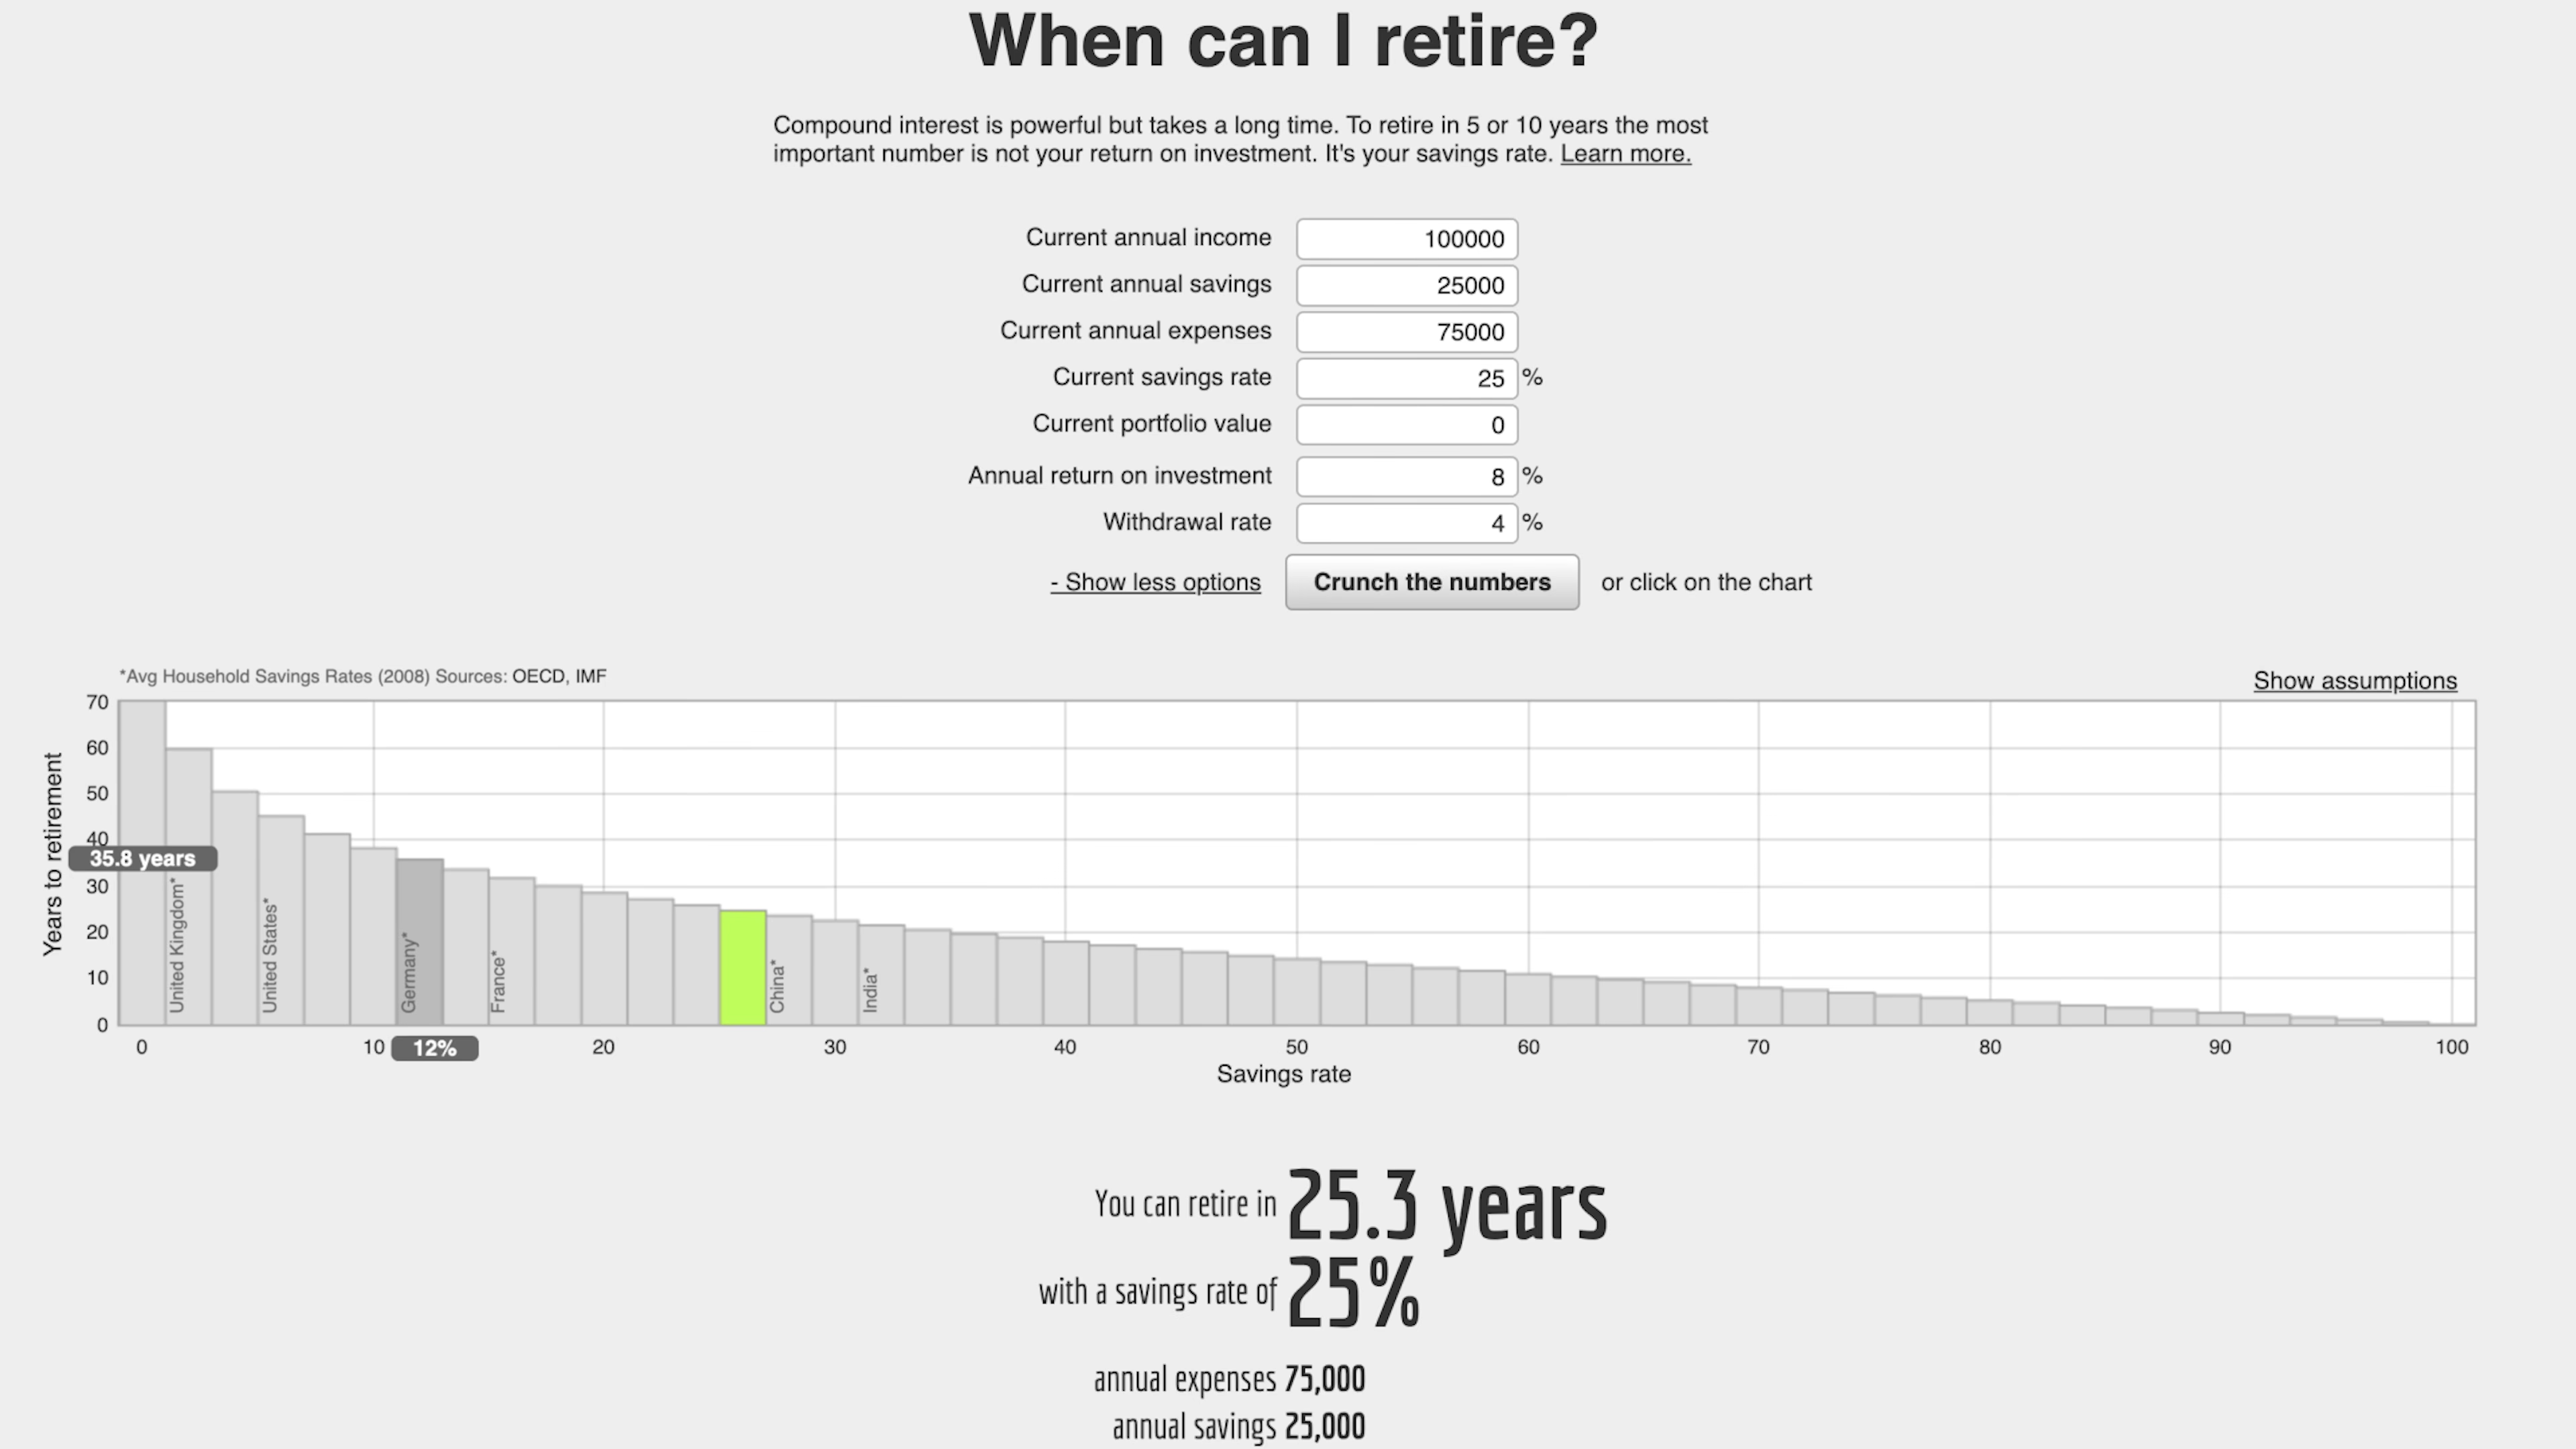 When can I retire?
Compound interest is powerful but takes a long time. To retire in 5 or 10 years the most
important number is not your return on investment. It's your savings rate. Learn more.
Current annual income 100000
Current annual savings 25000
Current annual expenses 75000
Current savings rate 25 %
Current portfolio value 0
Annual return on investment 8 %
Withdrawal rate 4 %
- Show less options Crunch the numbers or click on the chart
*Avg Household Savings Rates (2008) Sources: OECD, IMF
Show assumptions
Years to retirement
70
60
50
40
35.8 years
30
20
10
0
United Kingdom*
United States*
Germany*
France*
China*
India*
0 10 12% 20 30 40 50 60 70 80 90 100
Savings rate
You can retire in 25.3 years
with a savings rate of 25%
annual expenses 75,000
annual savings 25,000